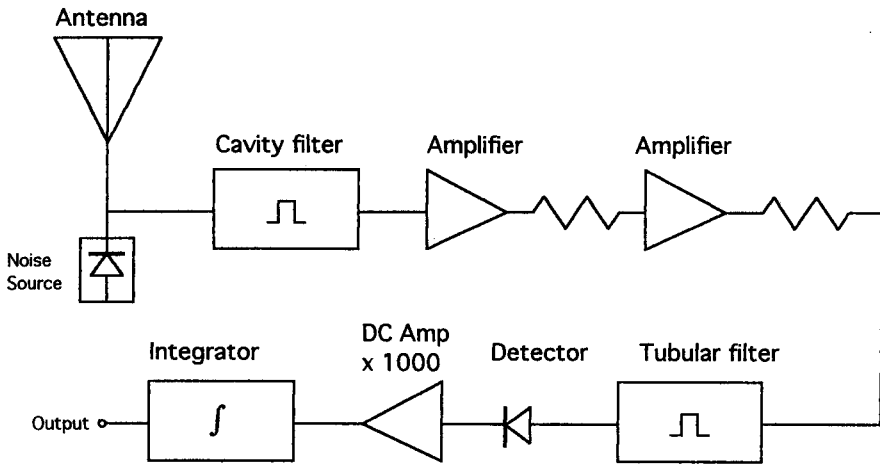 Antenna
Cavity filter
Amplifier
Amplifier
Noise
Source
Integrator
DC Amp
x 1000
Detector
Tubular filter
∫
Output